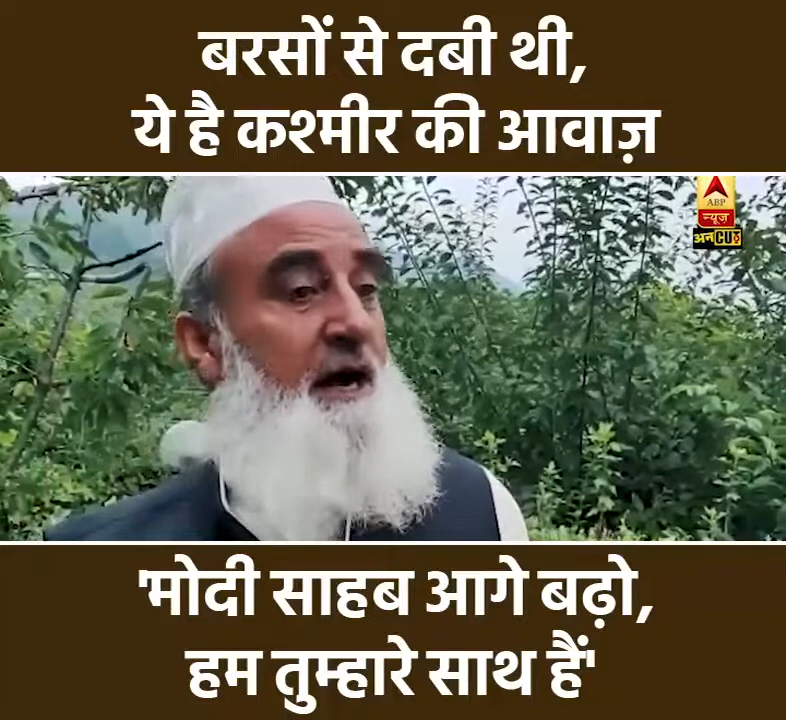 बरसों से दबी थी,
ये है कश्मीर की आवाज़
ABP
न्यूज़
अनCUT
'मोदी साहब आगे बढ़ो,
हम तुम्हारे साथ हैं'